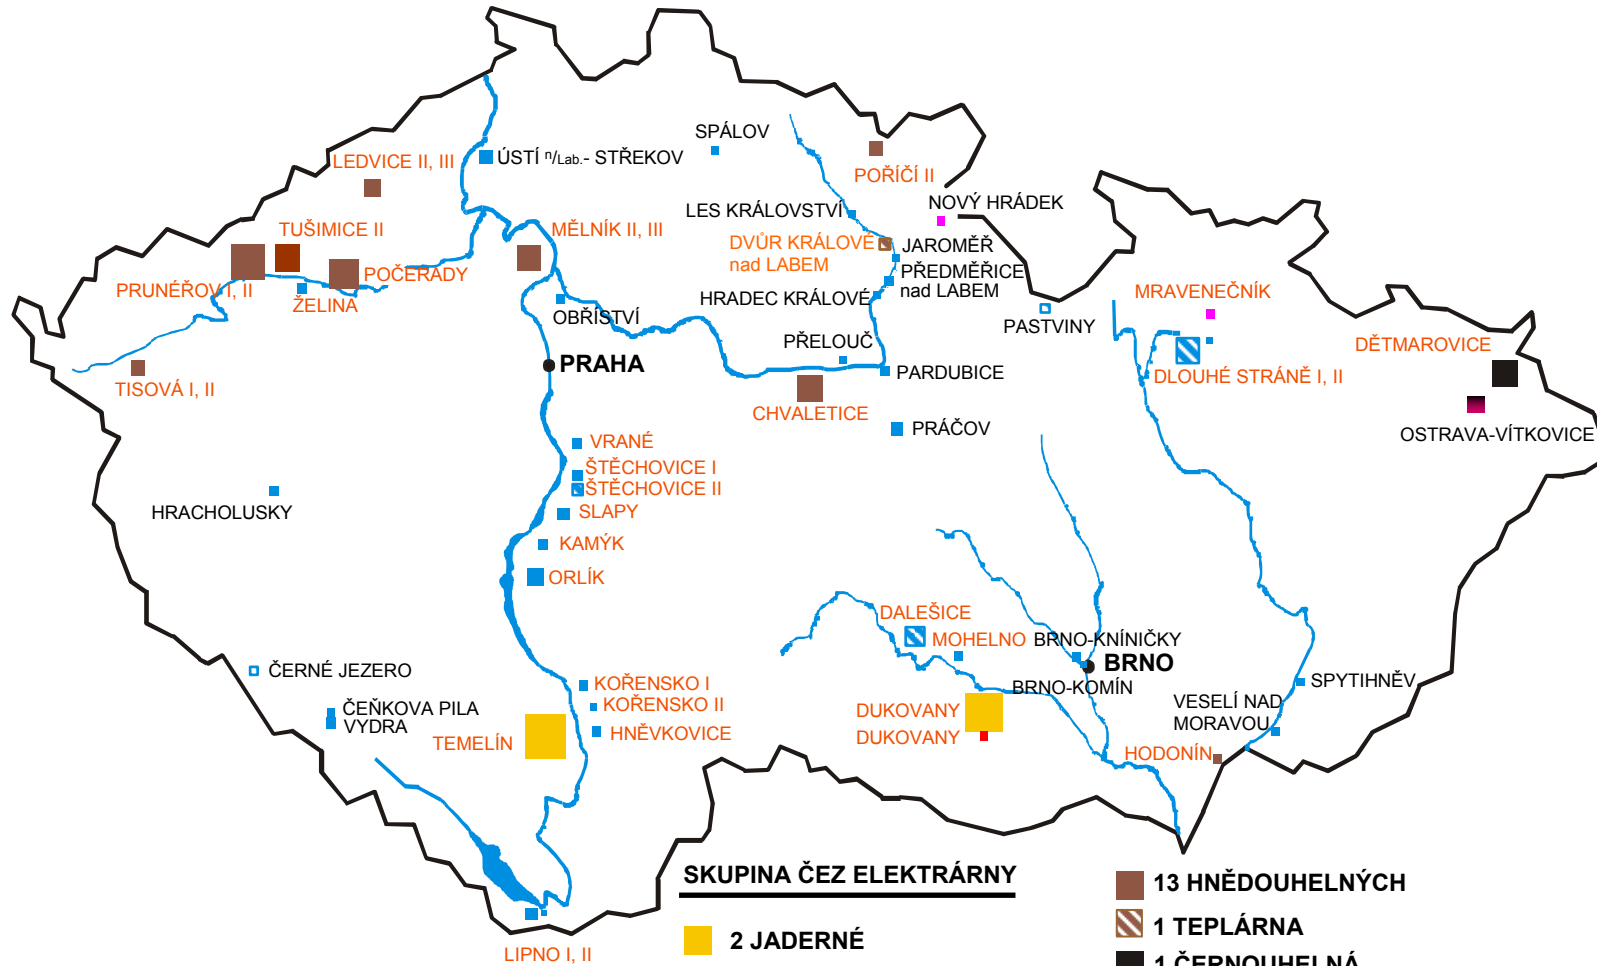 SPÁLOV
ÚSTÍ n/Lab.- STŘEKOV
LEDVICE II, III
POŘÍČÍ II
NOVÝ HRÁDEK
LES KRÁLOVSTVÍ
TUŠIMICE II
MĚLNÍK II, III
DVŮR KRÁLOVÉ
nad LABEM
JAROMĚŘ
POČERADY
PŘEDMĚŘICE
nad LABEM
PRUNÉŘOV I, II
ŽELINA
HRADEC KRÁLOVÉ
MRAVENEČNÍK
OBŘÍSTVÍ
PASTVINY
PŘELOUČ
DĚTMAROVICE
PRAHA
PARDUBICE
DLOUHÉ STRÁNĚ I, II
TISOVÁ I, II
CHVALETICE
PRÁČOV
OSTRAVA-VÍTKOVICE
VRANÉ
ŠTĚCHOVICE I
ŠTĚCHOVICE II
HRACHOLUSKY
SLAPY
KAMÝK
ORLÍK
DALEŠICE
MOHELNO
BRNO-KNÍNIČKY
BRNO
ČERNÉ JEZERO
KOŘENSKO I
BRNO-KOMÍN
SPYTIHNĚV
KOŘENSKO II
ČEŇKOVA PILA
VYDRA
VESELÍ NAD
MORAVOU
DUKOVANY
HNĚVKOVICE
TEMELÍN
DUKOVANY
HODONÍN
LIPNO I, II
SKUPINA ČEZ ELEKTRÁRNY
2 JADERNÉ
13 HNĚDOUHELNÝCH
1 TEPLÁRNA
1 ČERNOUHELNÁ